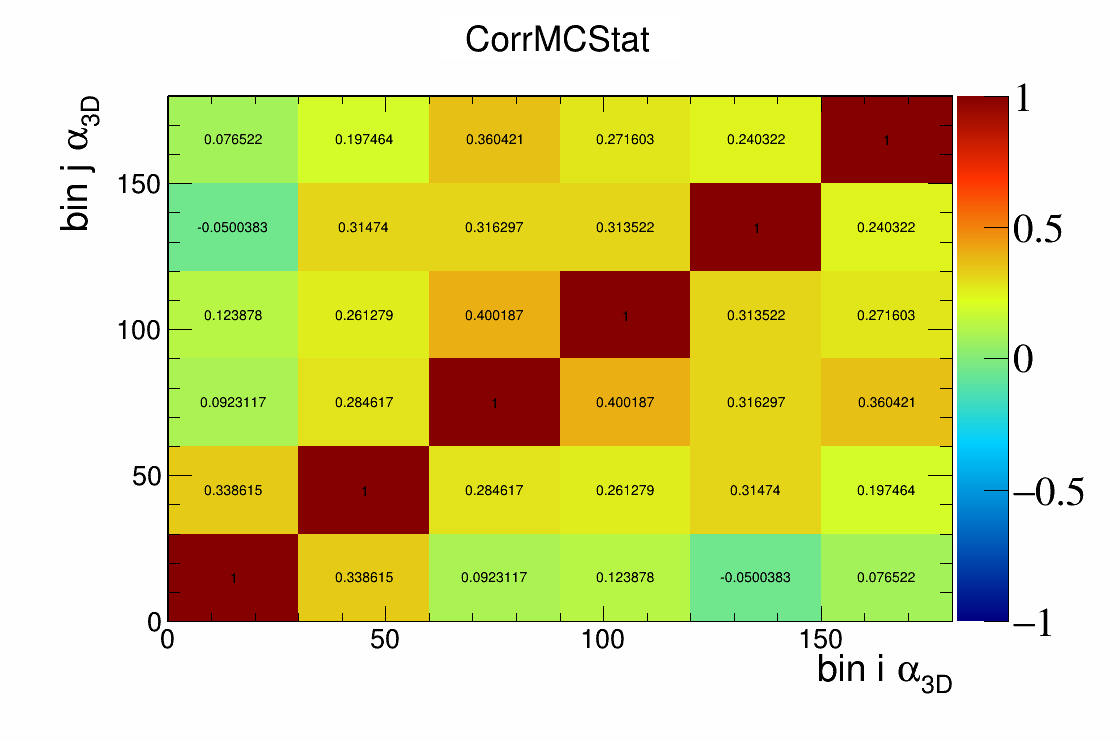 CorrMCStat
bin j α3D
0.076522 0.197464 0.360421 0.271603 0.240322 1
-0.0500383 0.31474 0.316297 0.313522 1 0.240322
0.123878 0.261279 0.400187 1 0.313522 0.271603
0.0923117 0.284617 1 0.400187 0.316297 0.360421
0.338615 1 0.284617 0.261279 0.31474 0.197464
1 0.338615 0.0923117 0.123878 -0.0500383 0.076522
150
100
50
0
0 50 100 150
bin i α3D
1
0.5
0
−0.5
−1